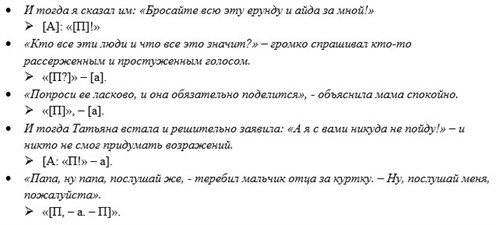 • И тогда я сказал им: «Бросайте всю эту ерунду и айда за мной!»
➢ [А]: «[П]!»
• «Кто все эти люди и что все это значит?» – громко спрашивал кто-то
рассерженным и простуженным голосом.
➢ «[П?]» – [а].
• «Попроси ее ласково, и она обязательно поделится», - объяснила мама спокойно.
➢ «[П]», – [а].
• И тогда Татьяна встала и решительно заявила: «А я с вами никуда не пойду!» – и
никто не смог придумать возражений.
➢ [А: «П!» – а].
• «Папа, ну папа, послушай же, - теребил мальчик отца за куртку. – Ну, послушай меня,
пожалуйста».
➢ «[П, – а. – П]».